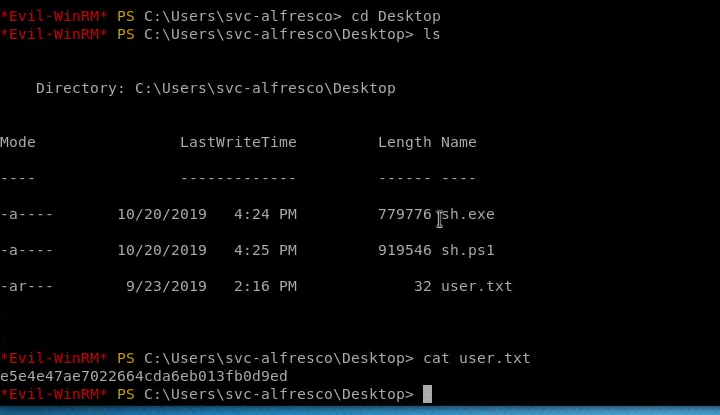 *Evil-WinRM* PS C:\Users\svc-alfresco> cd Desktop
*Evil-WinRM* PS C:\Users\svc-alfresco\Desktop> ls
Directory: C:\Users\svc-alfresco\Desktop
Mode LastWriteTime Length Name
---- ------------- ------ ----
-a---- 10/20/2019 4:24 PM 779776 sh.exe
-a---- 10/20/2019 4:25 PM 919546 sh.ps1
-ar--- 9/23/2019 2:16 PM 32 user.txt
*Evil-WinRM* PS C:\Users\svc-alfresco\Desktop> cat user.txt
e5e4e47ae7022664cda6eb013fb0d9ed
*Evil-WinRM* PS C:\Users\svc-alfresco\Desktop>